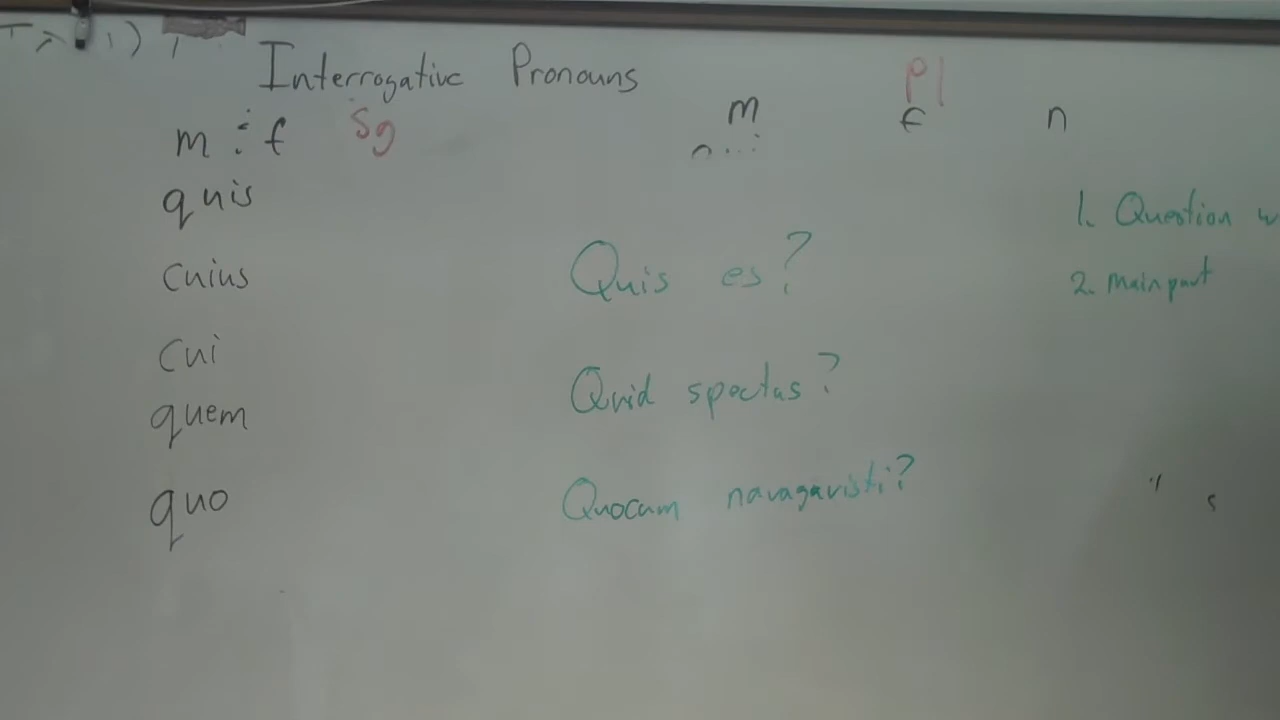 Interrogative Pronouns
m : f Sg
Pl
m f n
quis
cuius
cui
quem
quo
Quis es?
Quid spectas?
Quocum navagavisti?
1. Question
2. Main part